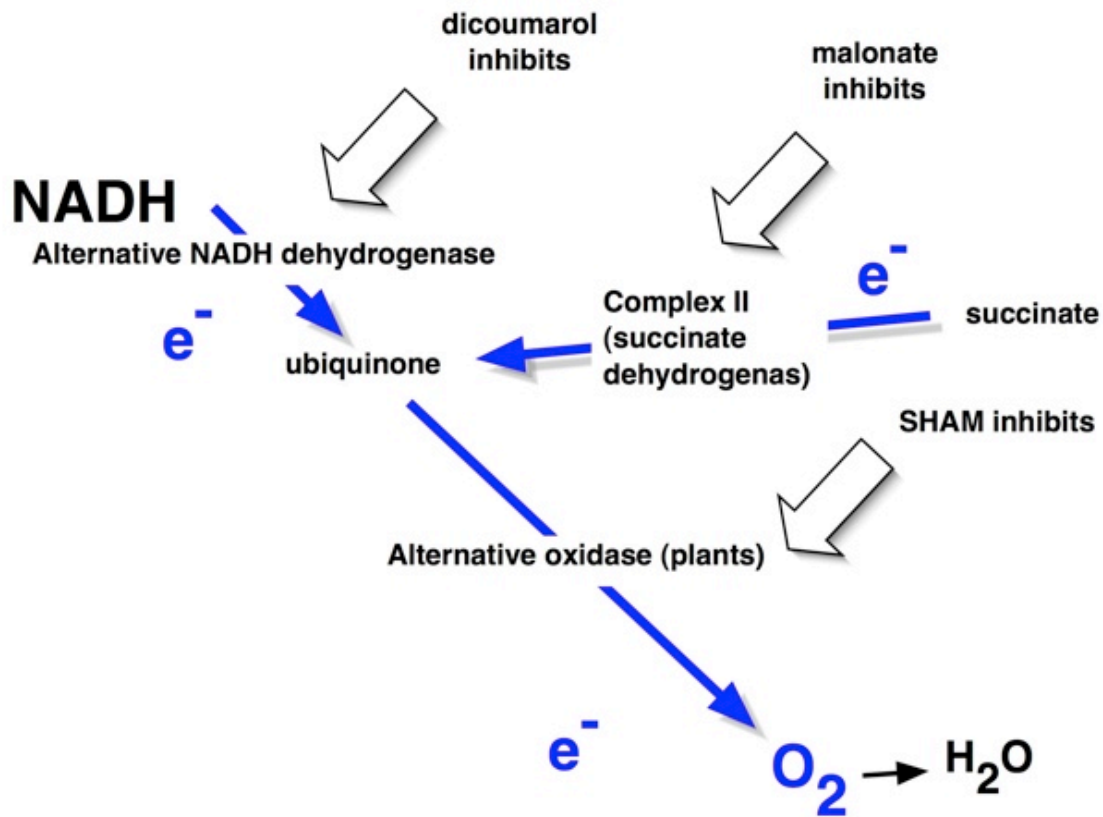 dicoumarol
inhibits
malonate
inhibits
NADH
Alternative NADH dehydrogenase
e-
e-
Complex II
(succinate
dehydrogenas)
succinate
ubiquinone
SHAM inhibits
Alternative oxidase (plants)
e-
O2
H2O